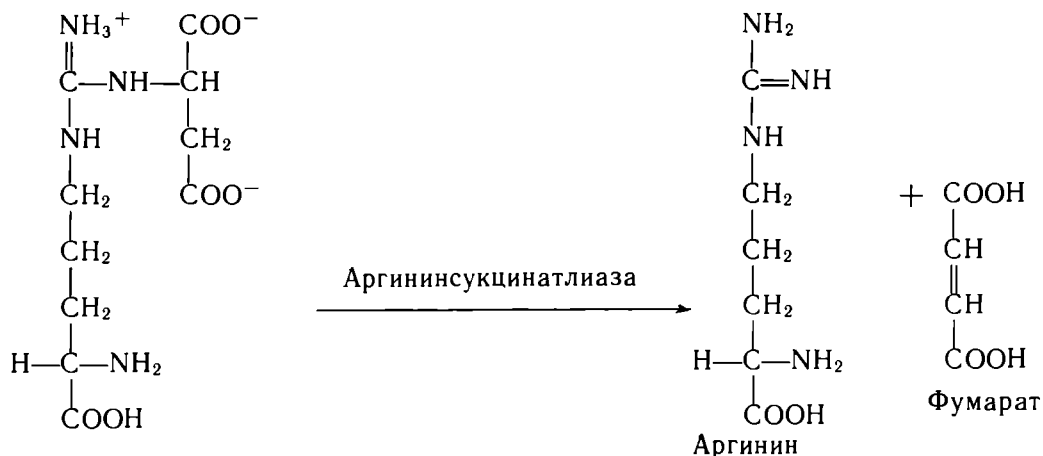 NH₃⁺ COO⁻
C—NH—CH
NH CH₂
CH₂ COO⁻
CH₂
CH₂
H—C—NH₂
COOH
Аргининсукцинатлиаза
NH₂
C=NH
NH
CH₂
CH₂
CH₂
H—C—NH₂
COOH
Аргинин
+ COOH
CH
CH
COOH
Фумарат